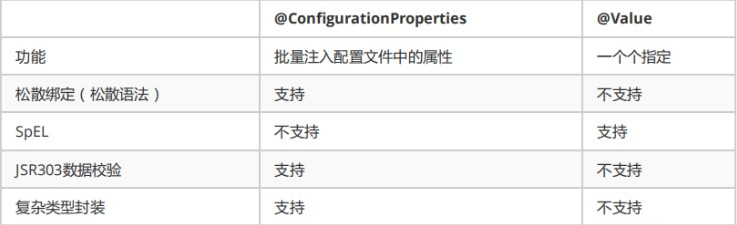 @ConfigurationProperties @Value
功能 批量注入配置文件中的属性 一个个指定
松散绑定（松散语法） 支持 不支持
SpEL 不支持 支持
JSR303数据校验 支持 不支持
复杂类型封装 支持 不支持